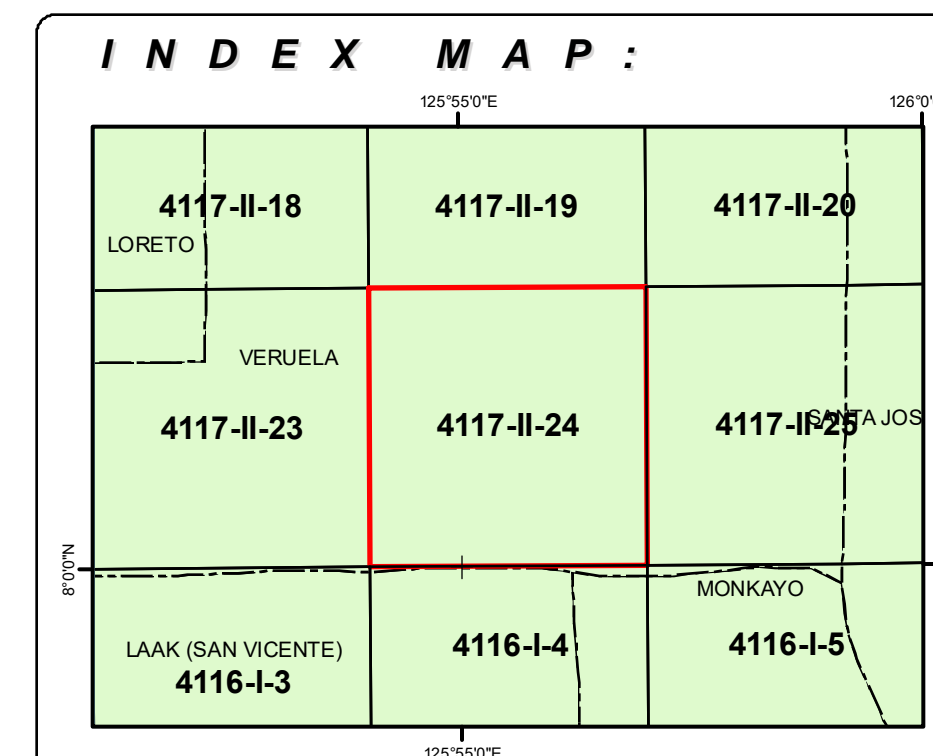 INDEX MAP:
125°55'0"E
126°0'
4117-II-18
4117-II-19
4117-II-20
LORETO
VERUELA
4117-II-23
4117-II-24
4117-II-25
SANTA JOS
8°0'0"N
MONKAYO
LAAK (SAN VICENTE)
4116-I-3
4116-I-4
4116-I-5
125°55'0"E